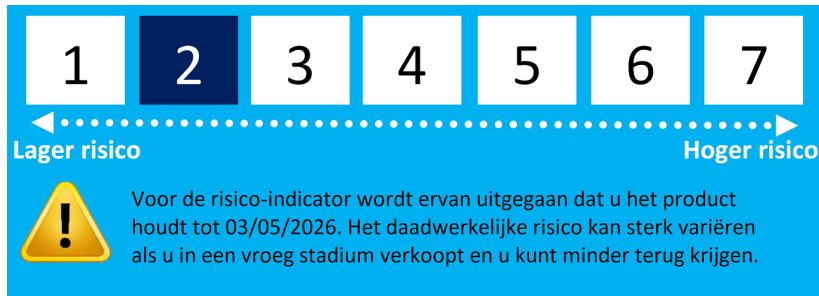 1 2 3 4 5 6 7
Lager risico Hoger risico
Voor de risico-indicator wordt ervan uitgegaan dat u het product
houdt tot 03/05/2026. Het daadwerkelijke risico kan sterk variëren
als u in een vroeg stadium verkoopt en u kunt minder terug krijgen.